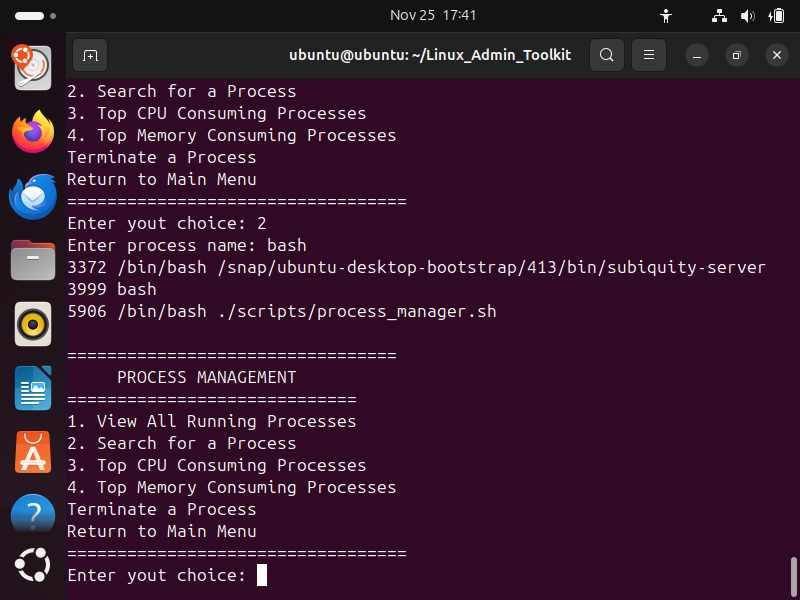 Nov 25 17:41
ubuntu@ubuntu: ~/Linux_Admin_Toolkit
2. Search for a Process
3. Top CPU Consuming Processes
4. Top Memory Consuming Processes
Terminate a Process
Return to Main Menu
==================================
Enter yout choice: 2
Enter process name: bash
3372 /bin/bash /snap/ubuntu-desktop-bootstrap/413/bin/subiquity-server
3999 bash
5906 /bin/bash ./scripts/process_manager.sh
=================================
PROCESS MANAGEMENT
=============================
1. View All Running Processes
2. Search for a Process
3. Top CPU Consuming Processes
4. Top Memory Consuming Processes
Terminate a Process
Return to Main Menu
==================================
Enter yout choice: